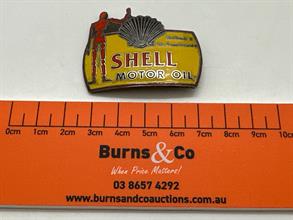 SHELL
MOTOR OIL
0cm 1cm 2cm 3cm 4cm 5cm 6cm 7cm 8cm 9cm 10cm
Burns&Co
When Price Matters!
03 8657 4292
www.burnsandcoauctions.com.au